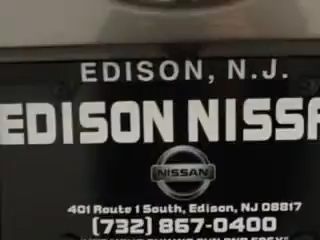 EDISON, N.J.
EDISON NISSA
NISSAN
401 Route 1 South, Edison, NJ 08817
(732) 867-0400